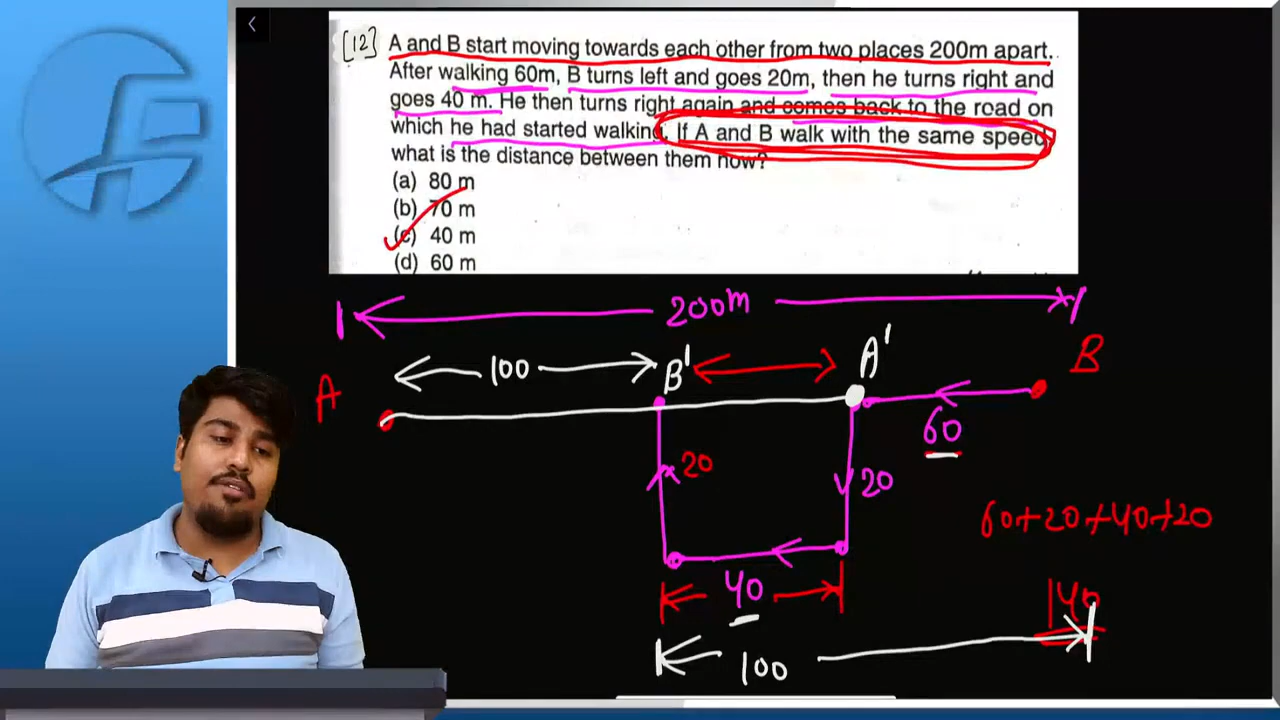 [12] A and B start moving towards each other from two places 200m apart.
After walking 60m, B turns left and goes 20m, then he turns right and
goes 40 m. He then turns right again and comes back to the road on
which he had started walking. If A and B walk with the same speed,
what is the distance between them now?
(a) 80 m
(b) 70 m
(c) 40 m
(d) 60 m
200m
A
100
B'
A'
B
60
20
20
60+20+40+20
40
140
100